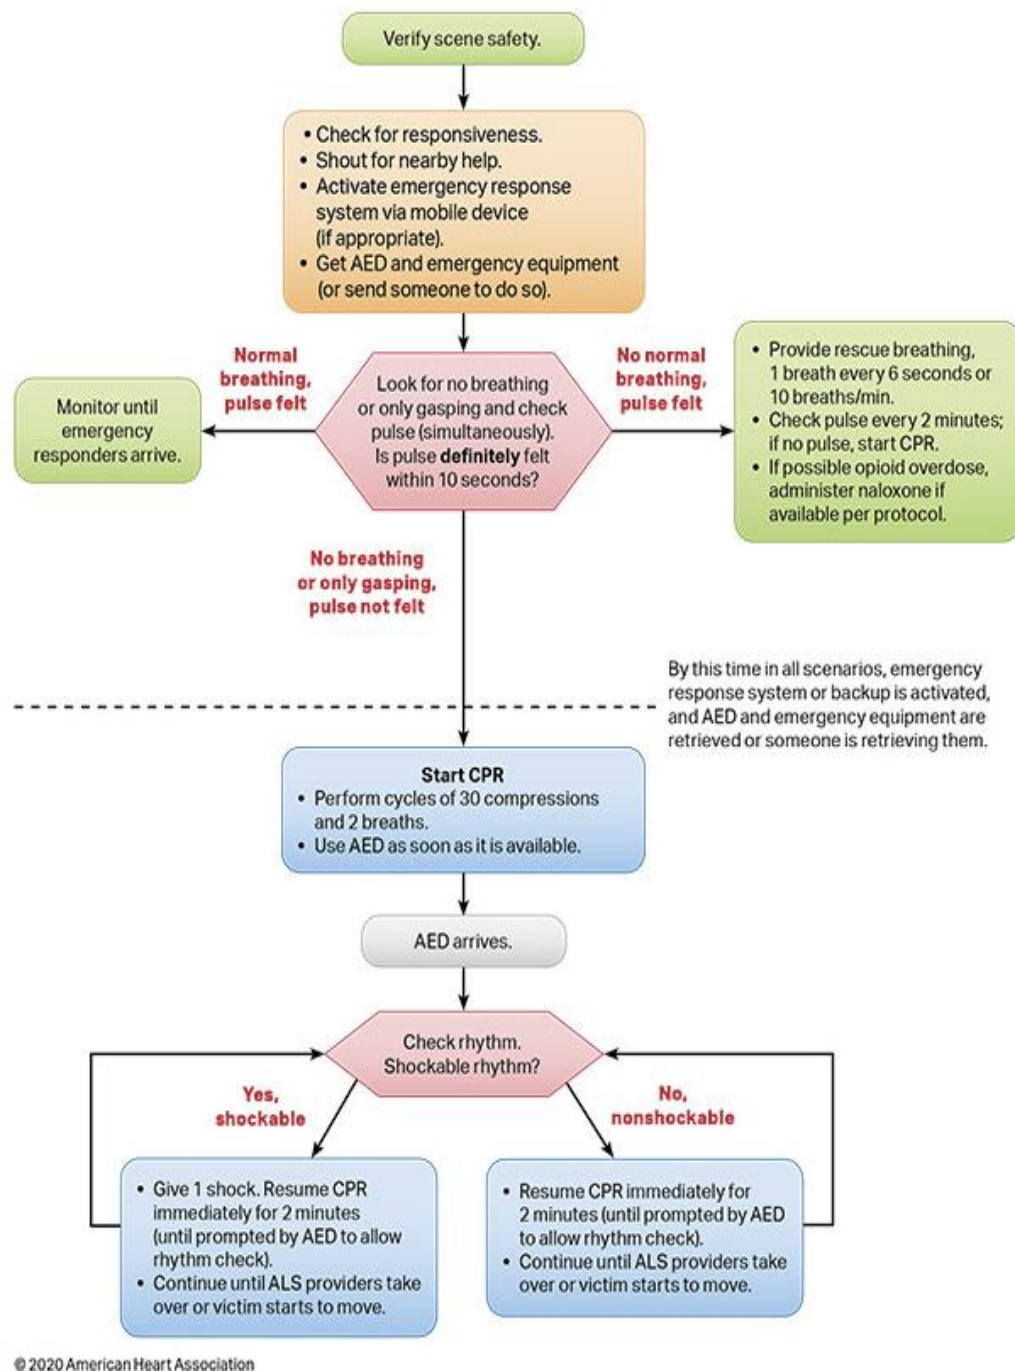 Verify scene safety.
• Check for responsiveness.
• Shout for nearby help.
• Activate emergency response
system via mobile device
(if appropriate).
• Get AED and emergency equipment
(or send someone to do so).
Normal
breathing,
pulse felt
No normal
breathing,
pulse felt
Monitor until
emergency
responders arrive.
Look for no breathing
or only gasping and check
pulse (simultaneously).
Is pulse definitely felt
within 10 seconds?
• Provide rescue breathing,
1 breath every 6 seconds or
10 breaths/min.
• Check pulse every 2 minutes;
if no pulse, start CPR.
• If possible opioid overdose,
administer naloxone if
available per protocol.
No breathing
or only gasping,
pulse not felt
By this time in all scenarios, emergency
response system or backup is activated,
and AED and emergency equipment are
retrieved or someone is retrieving them.
Start CPR
• Perform cycles of 30 compressions
and 2 breaths.
• Use AED as soon as it is available.
AED arrives.
Check rhythm.
Shockable rhythm?
Yes,
shockable
No,
nonshockable
• Give 1 shock. Resume CPR
immediately for 2 minutes
(until prompted by AED to allow
rhythm check).
• Continue until ALS providers take
over or victim starts to move.
• Resume CPR immediately for
2 minutes (until prompted by AED
to allow rhythm check).
• Continue until ALS providers take
over or victim starts to move.
© 2020 American Heart Association